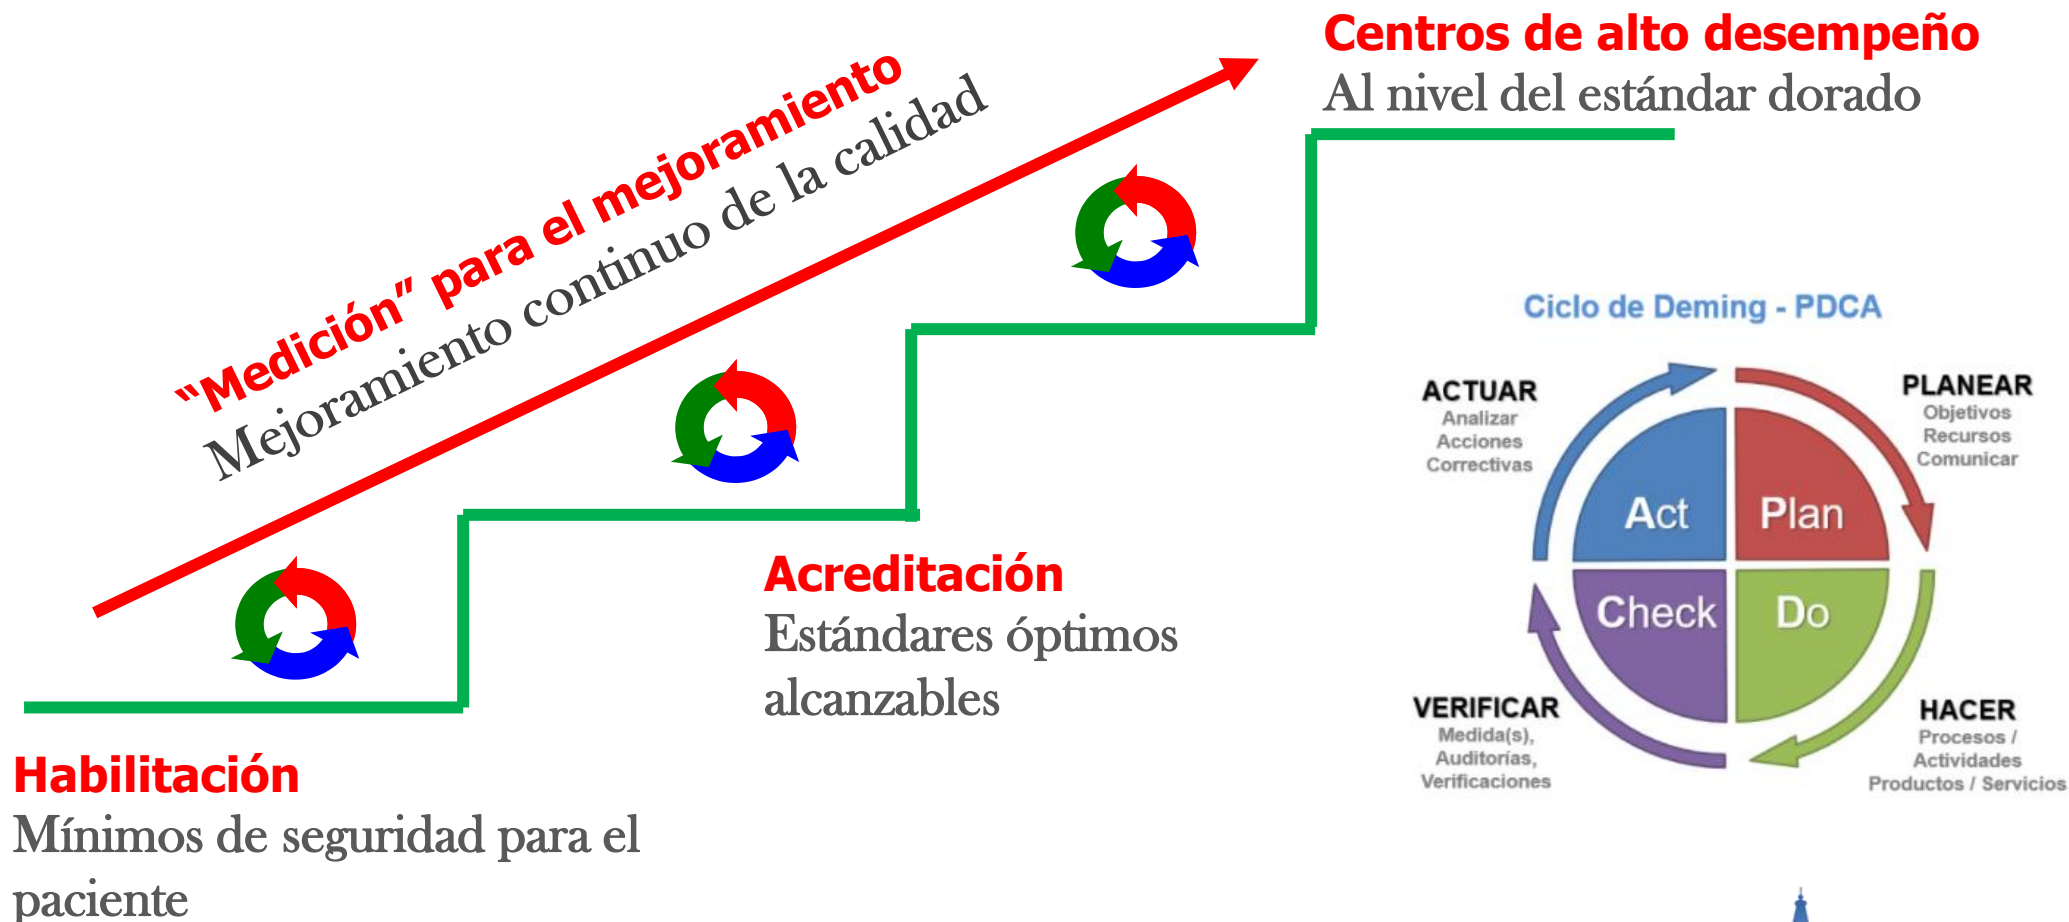 Centros de alto desempeño
Al nivel del estándar dorado
“Medición” para el mejoramiento
Mejoramiento continuo de la calidad
Acreditación
Estándares óptimos
alcanzables
Habilitación
Mínimos de seguridad para el
paciente
Ciclo de Deming - PDCA
ACTUAR
Analizar
Acciones
Correctivas
PLANEAR
Objetivos
Recursos
Comunicar
Act
Plan
Check
Do
VERIFICAR
Medida(s),
Auditorías,
Verificaciones
HACER
Procesos /
Actividades
Productos / Servicios